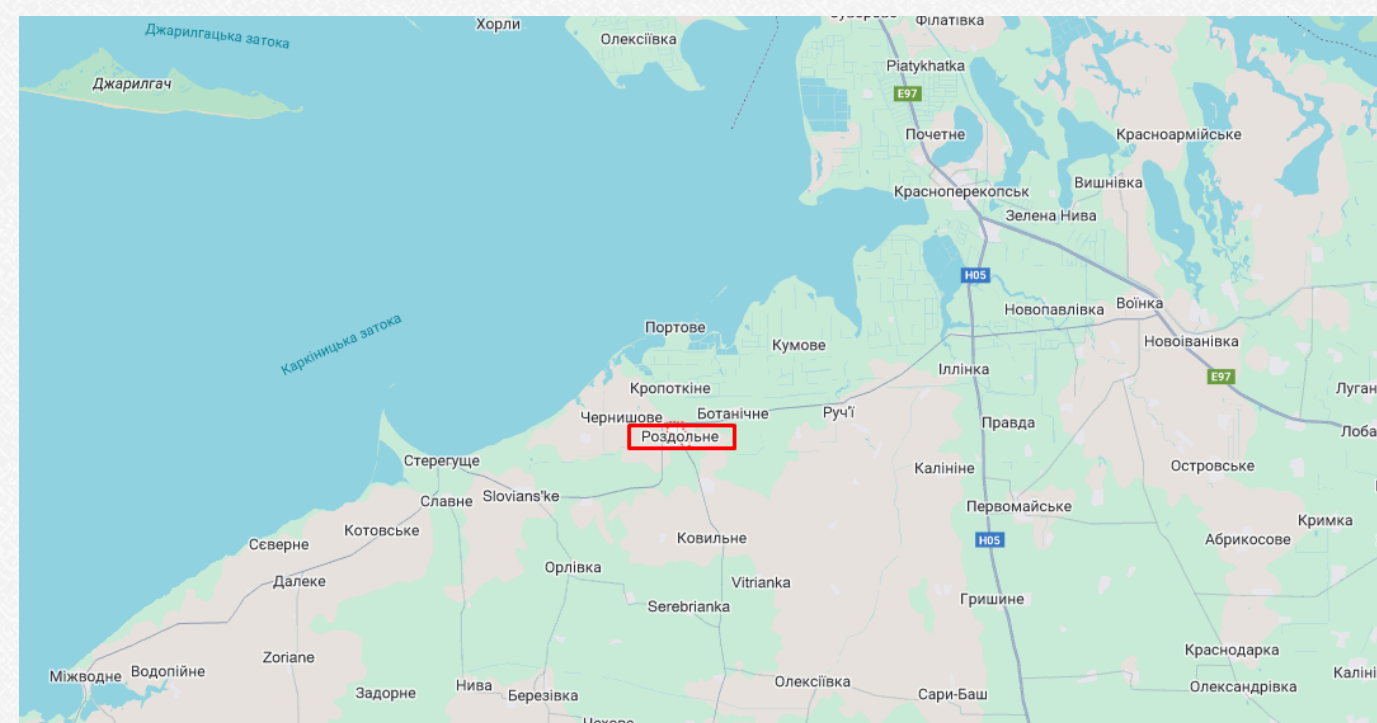 Хорли
Філатівка
Джарилгацька затока
Олексіївка
Piatykhatka
Джарилгач
E97
Почетне
Красноармійське
Вишнівка
Красноперекопськ
Зелена Нива
H05
Воїнка
Новопавлівка
Портове
Каркініцька затока
Кумове
Новоіванівка
Іллінка
E97
Кропоткіне
Луган
Ботанічне
Руч'ї
Чернишове
Правда
Лоба
Роздольне
Стерегуще
Калініне
Островське
Славне
Slovians'ke
Первомайське
Кримка
Котовське
Ковильне
H05
Абрикосове
Сєверне
Орлівка
Далеке
Vitrianka
Гришине
Serebrianka
Краснодарка
Zoriane
Водопійне
Міжводне
Каліні
Олексіївка
Нива
Олександрівка
Задорне
Березівка
Сари-Баш